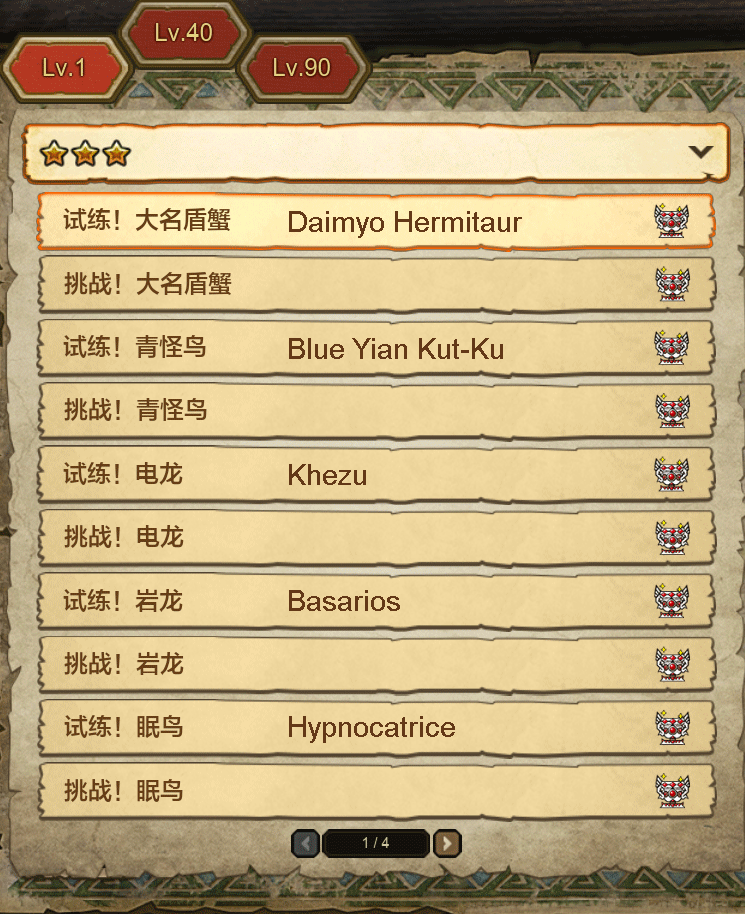 Lv.40
Lv.1
Lv.90
试练！大名盾蟹 Daimyo Hermitaur
挑战！大名盾蟹
试练！青怪鸟 Blue Yian Kut-Ku
挑战！青怪鸟
试练！电龙 Khezu
挑战！电龙
试练！岩龙 Basarios
挑战！岩龙
试练！眠鸟 Hypnocatrice
挑战！眠鸟
1 / 4